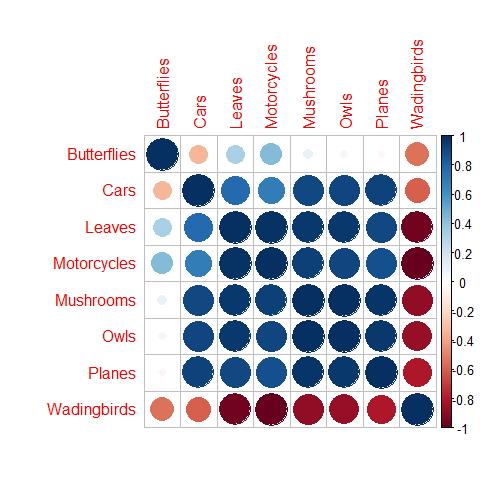 Butterflies
Cars
Leaves
Motorcycles
Mushrooms
Owls
Planes
Wadingbirds
Butterflies
Cars
Leaves
Motorcycles
Mushrooms
Owls
Planes
Wadingbirds
1
0.8
0.6
0.4
0.2
0
-0.2
-0.4
-0.6
-0.8
-1